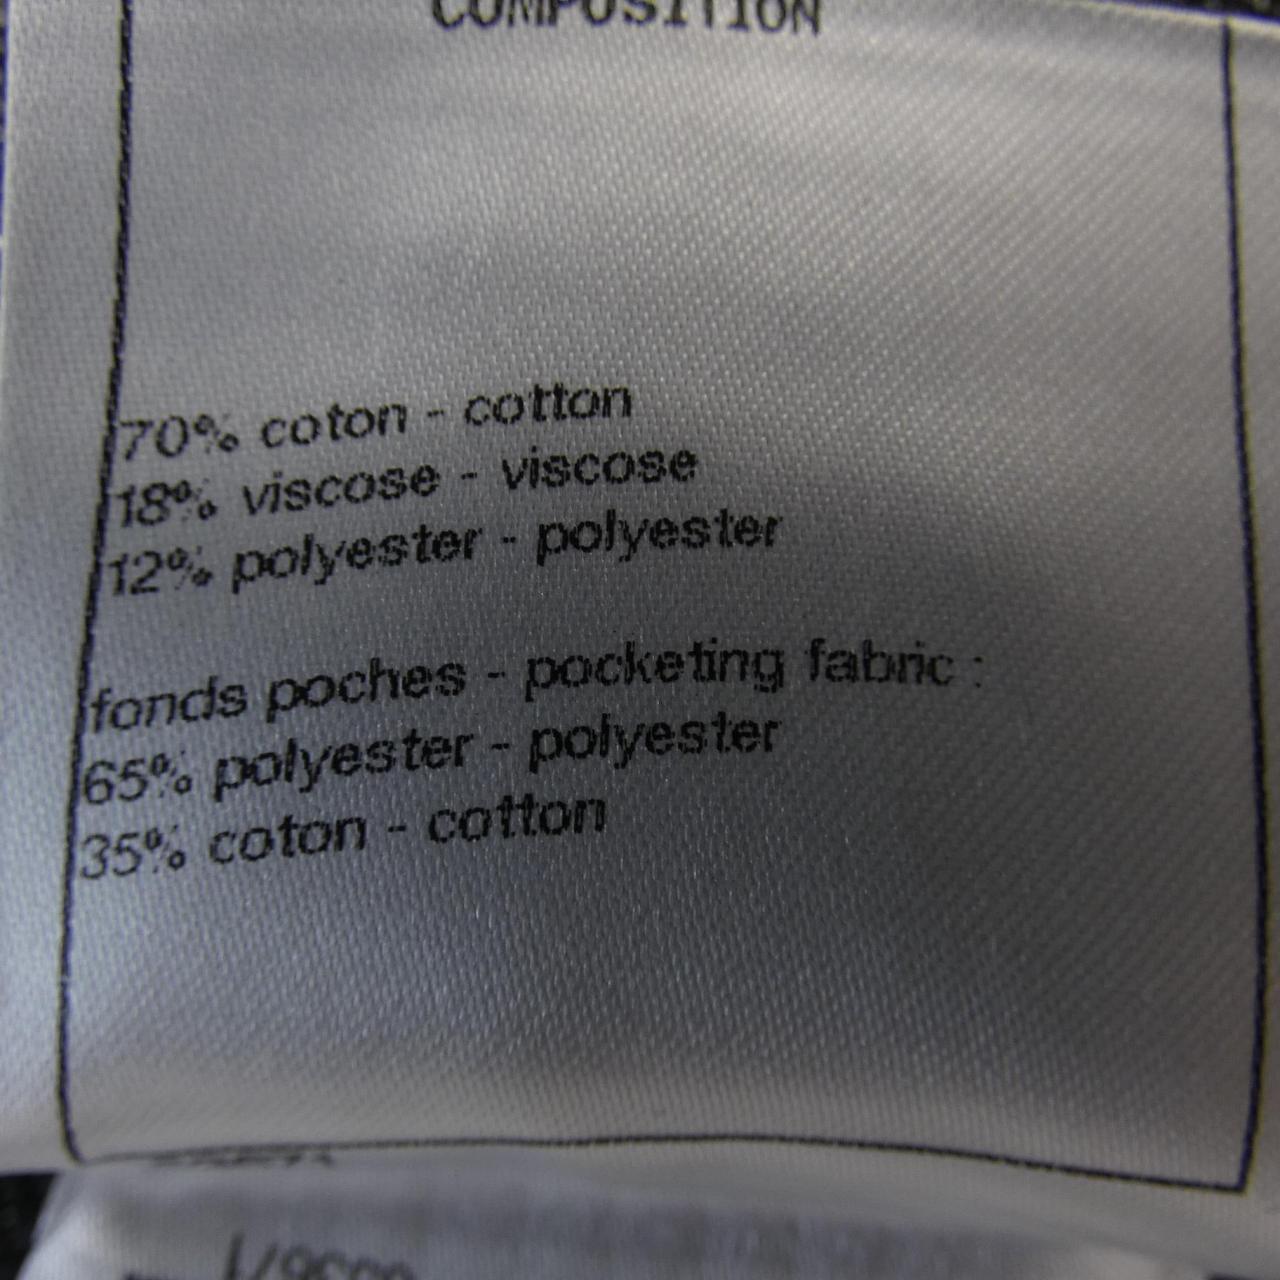 COMPOSITION
70% coton - cotton
18% viscose - viscose
12% polyester - polyester
fonds poches - pocketing fabric :
65% polyester - polyester
35% coton - cotton